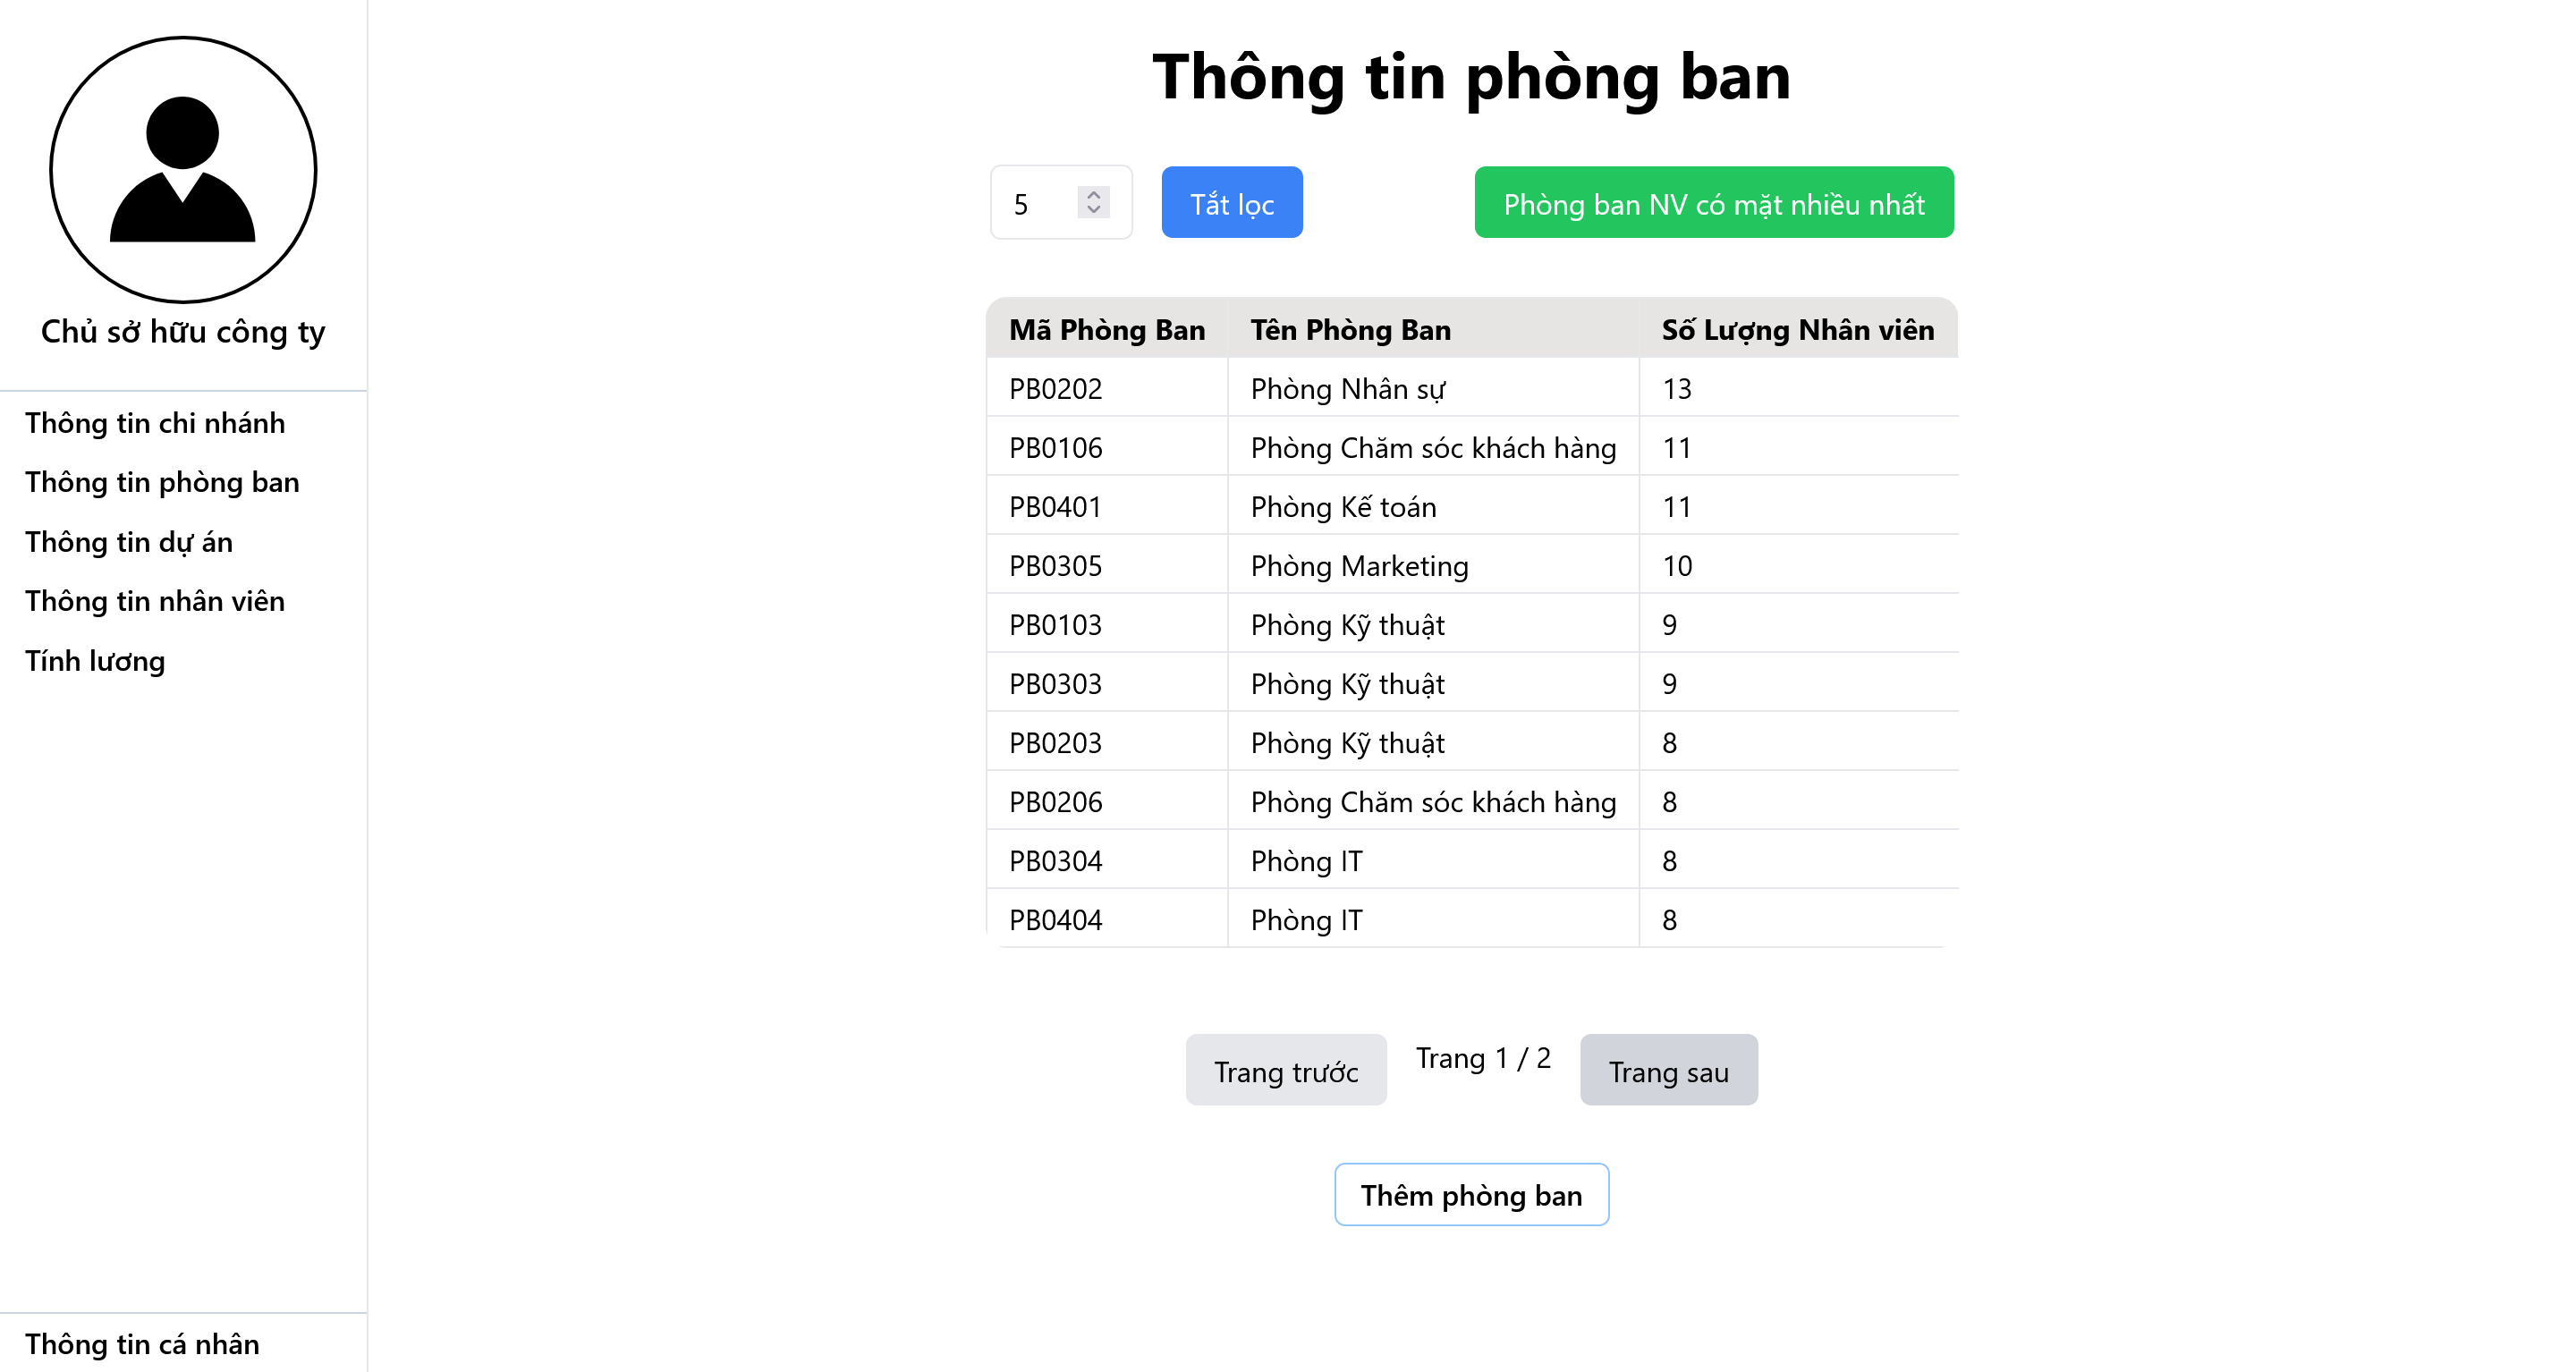 Chủ sở hữu công ty
Thông tin chi nhánh
Thông tin phòng ban
Thông tin dự án
Thông tin nhân viên
Tính lương
Thông tin cá nhân
Thông tin phòng ban
5 Tắt lọc Phòng ban NV có mặt nhiều nhất
Mã Phòng Ban Tên Phòng Ban Số Lượng Nhân viên
PB0202 Phòng Nhân sự 13
PB0106 Phòng Chăm sóc khách hàng 11
PB0401 Phòng Kế toán 11
PB0305 Phòng Marketing 10
PB0103 Phòng Kỹ thuật 9
PB0303 Phòng Kỹ thuật 9
PB0203 Phòng Kỹ thuật 8
PB0206 Phòng Chăm sóc khách hàng 8
PB0304 Phòng IT 8
PB0404 Phòng IT 8
Trang trước Trang 1 / 2 Trang sau
Thêm phòng ban